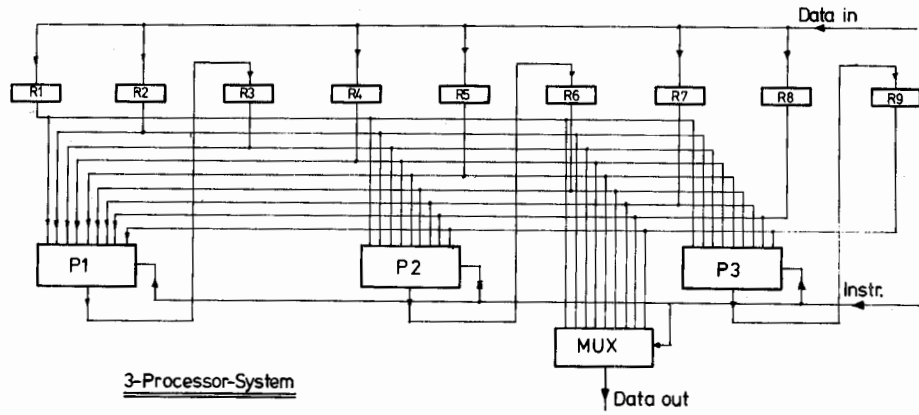 Data in
R1 R2 R3 R4 R5 R6 R7 R8 R9
P1 P2 P3
Instr.
MUX
3-Processor-System
Data out